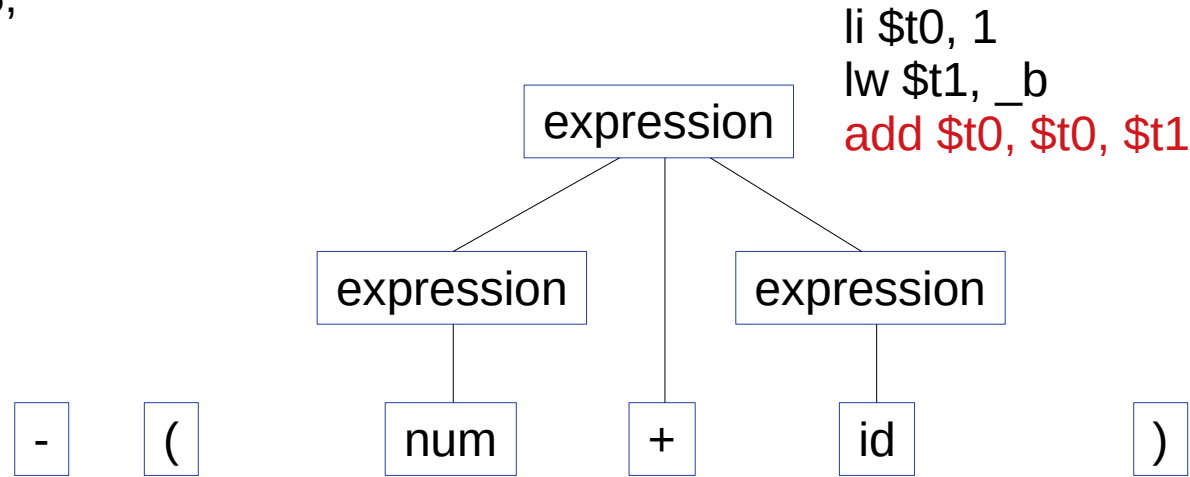 li $t0, 1
lw $t1, _b
add $t0, $t0, $t1
expression
expression expression
- ( num + id )